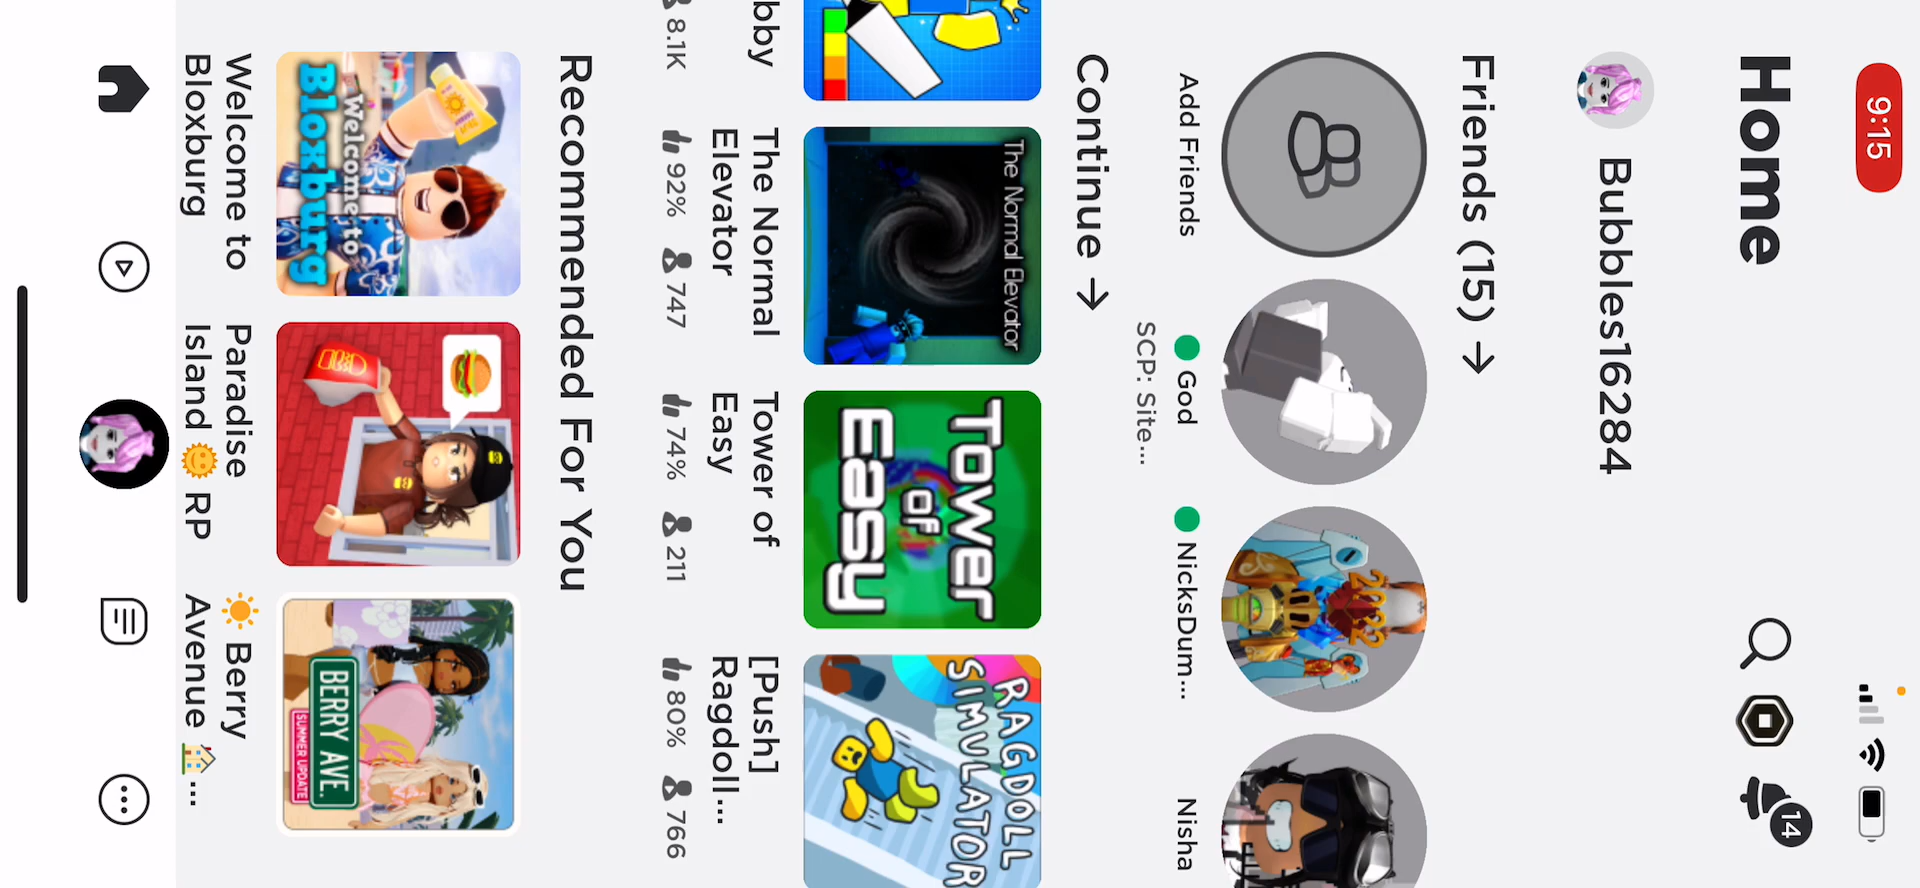 9:15
Home
14
Bubbles16284
Friends (15) →
Add Friends
God
SCP: Site...
NicksDum...
Nisha
2022
Continue →
The Normal Elevator
TOWER
OF
EASY
RAGDOLL
SIMULATOR
bby
8.1K
The Normal
Elevator
92% 747
Tower of
Easy
74% 211
[Push]
Ragdoll...
80% 766
Recommended For You
Welcome to
Bloxburg
BERRY AVE.
SUMMER UPDATE
Welcome to
Bloxburg
Paradise
Island 🌞 RP
☀️ Berry
Avenue 🏠...